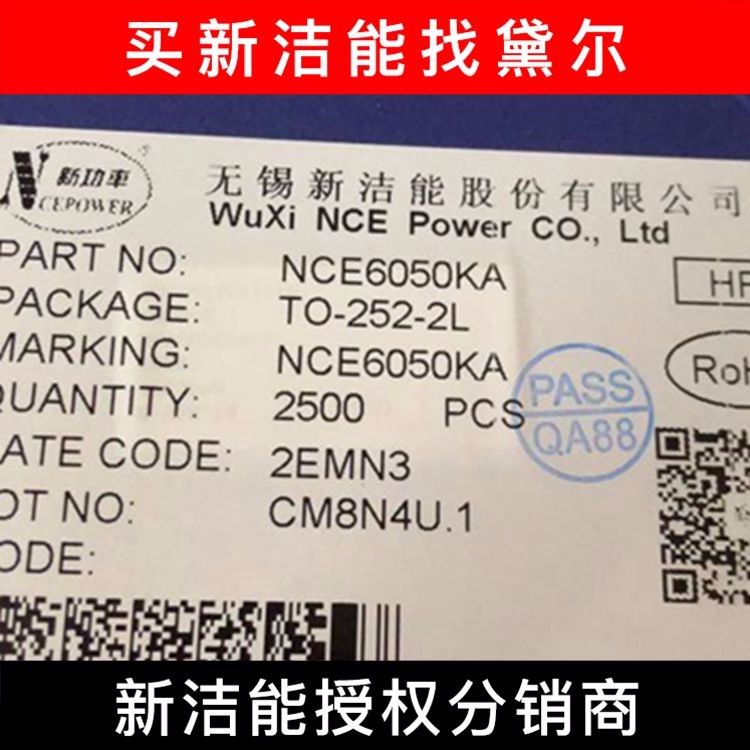 买新洁能找黛尔
N 新功率
NCEPOWER
®
无锡新洁能股份有限公司
WuXi NCE Power CO., Ltd
PART NO: NCE6050KA
HF
PACKAGE: TO-252-2L
MARKING: NCE6050KA
RoH
QUANTITY: 2500 PCS
PASS
QA88
ATE CODE: 2EMN3
OT NO: CM8N4U.1
ODE:
新洁能授权分销商